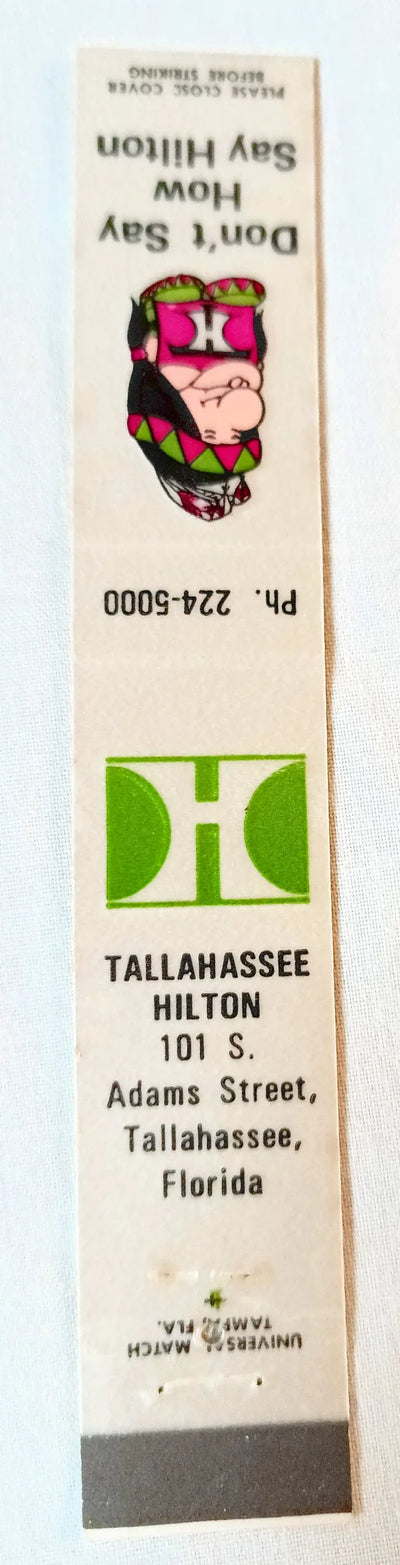 PLEASE CLOSE COVER
BEFORE STRIKING
Don't Say
How
Say Hilton
H
Ph. 224-5000
H
TALLAHASSEE
HILTON
101 S.
Adams Street,
Tallahassee,
Florida
UNIVERSAL MATCH
TAMPA, FLA.